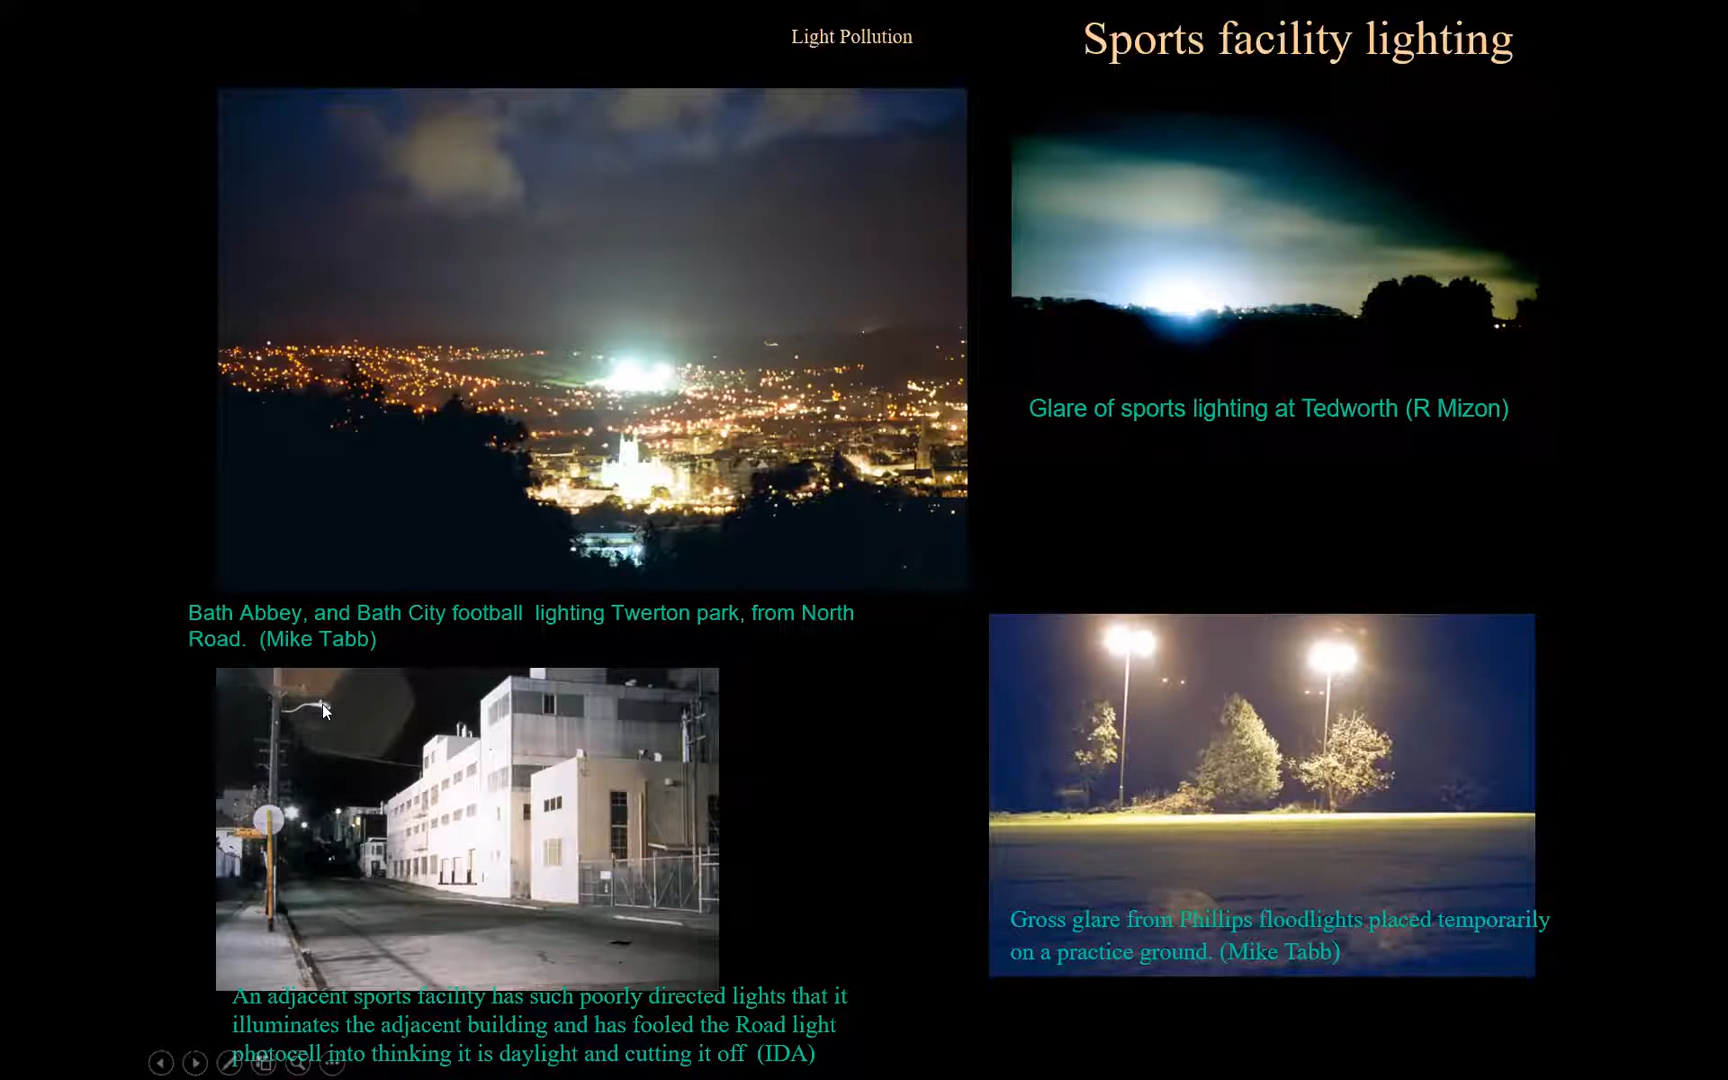 Light Pollution
Sports facility lighting
Glare of sports lighting at Tedworth (R Mizon)
Bath Abbey, and Bath City football lighting Twerton park, from North
Road. (Mike Tabb)
Gross glare from Phillips floodlights placed temporarily
on a practice ground. (Mike Tabb)
An adjacent sports facility has such poorly directed lights that it
illuminates the adjacent building and has fooled the Road light
photocell into thinking it is daylight and cutting it off (IDA)